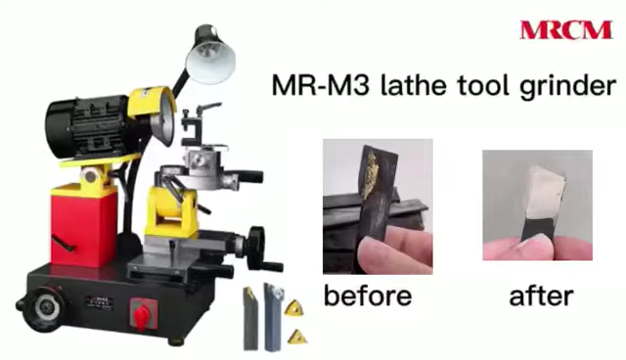 MRCM
MR-M3 lathe tool grinder
before
after